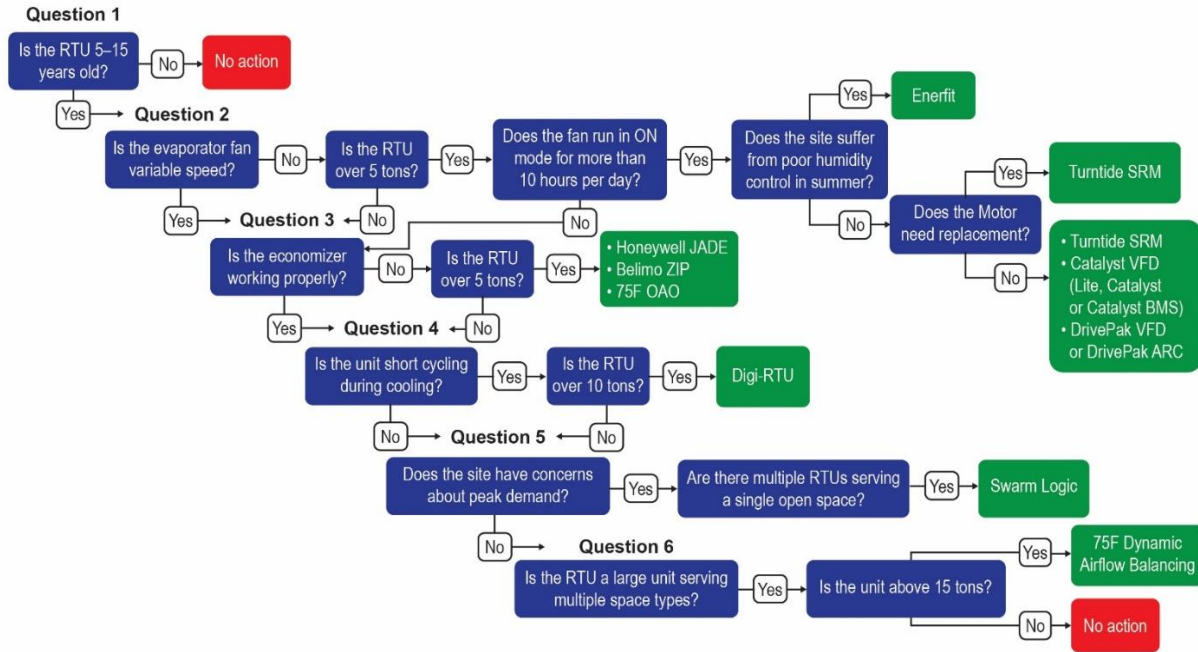 Question 1
Is the RTU 5–15
years old?
No
No action
Yes
Question 2
Is the evaporator fan
variable speed?
No
Is the RTU
over 5 tons?
Yes
Does the fan run in ON
mode for more than
10 hours per day?
Yes
Does the site suffer
from poor humidity
control in summer?
Yes
Enerfit
No
Does the Motor
need replacement?
Yes
Turntide SRM
No
• Turntide SRM
• Catalyst VFD
(Lite, Catalyst
or Catalyst BMS)
• DrivePak VFD
or DrivePak ARC
Yes
Question 3
No
No
Is the economizer
working properly?
No
Is the RTU
over 5 tons?
Yes
• Honeywell JADE
• Belimo ZIP
• 75F OAO
Yes
Question 4
No
Is the unit short cycling
during cooling?
Yes
Is the RTU
over 10 tons?
Yes
Digi-RTU
No
Question 5
No
Does the site have concerns
about peak demand?
Yes
Are there multiple RTUs serving
a single open space?
Yes
Swarm Logic
No
Question 6
Is the RTU a large unit serving
multiple space types?
Yes
Is the unit above 15 tons?
Yes
75F Dynamic
Airflow Balancing
No
No action